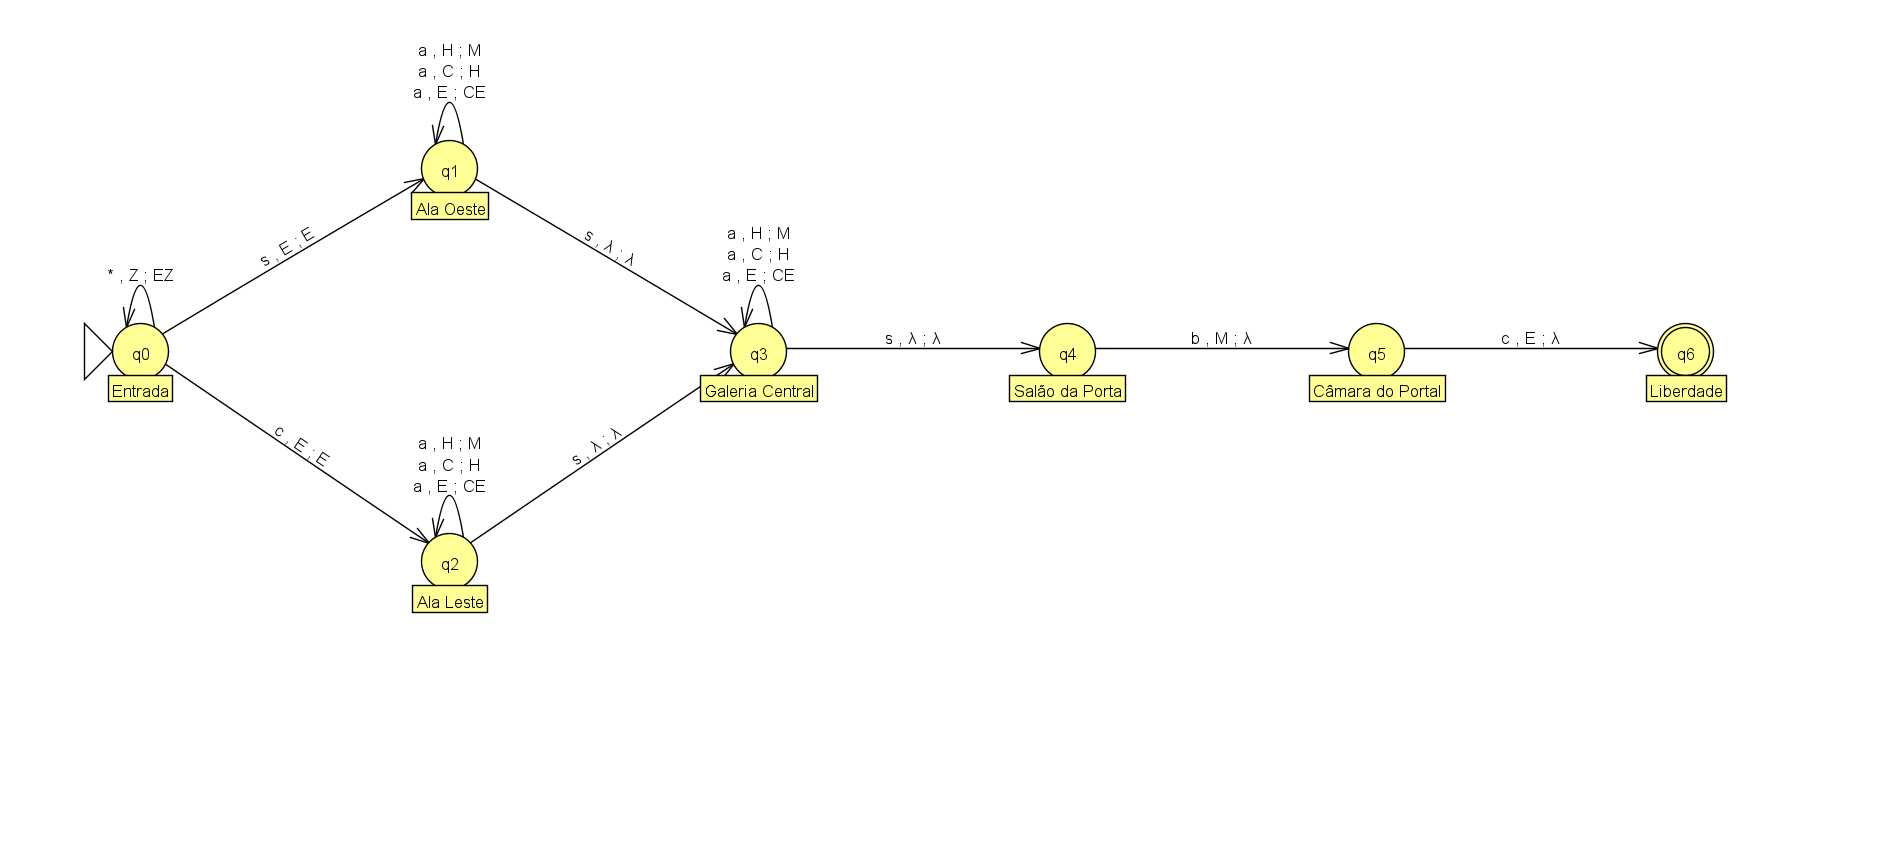 a , H ; M
a , C ; H
a , E ; CE
q1
Ala Oeste
s , E ; E
s , λ ; λ
* , Z ; EZ
q0
Entrada
a , H ; M
a , C ; H
a , E ; CE
q3
Galeria Central
s , λ ; λ
q4
Salão da Porta
b , M ; λ
q5
Câmara do Portal
c , E ; λ
q6
Liberdade
c , E ; E
s , λ ; λ
a , H ; M
a , C ; H
a , E ; CE
q2
Ala Leste